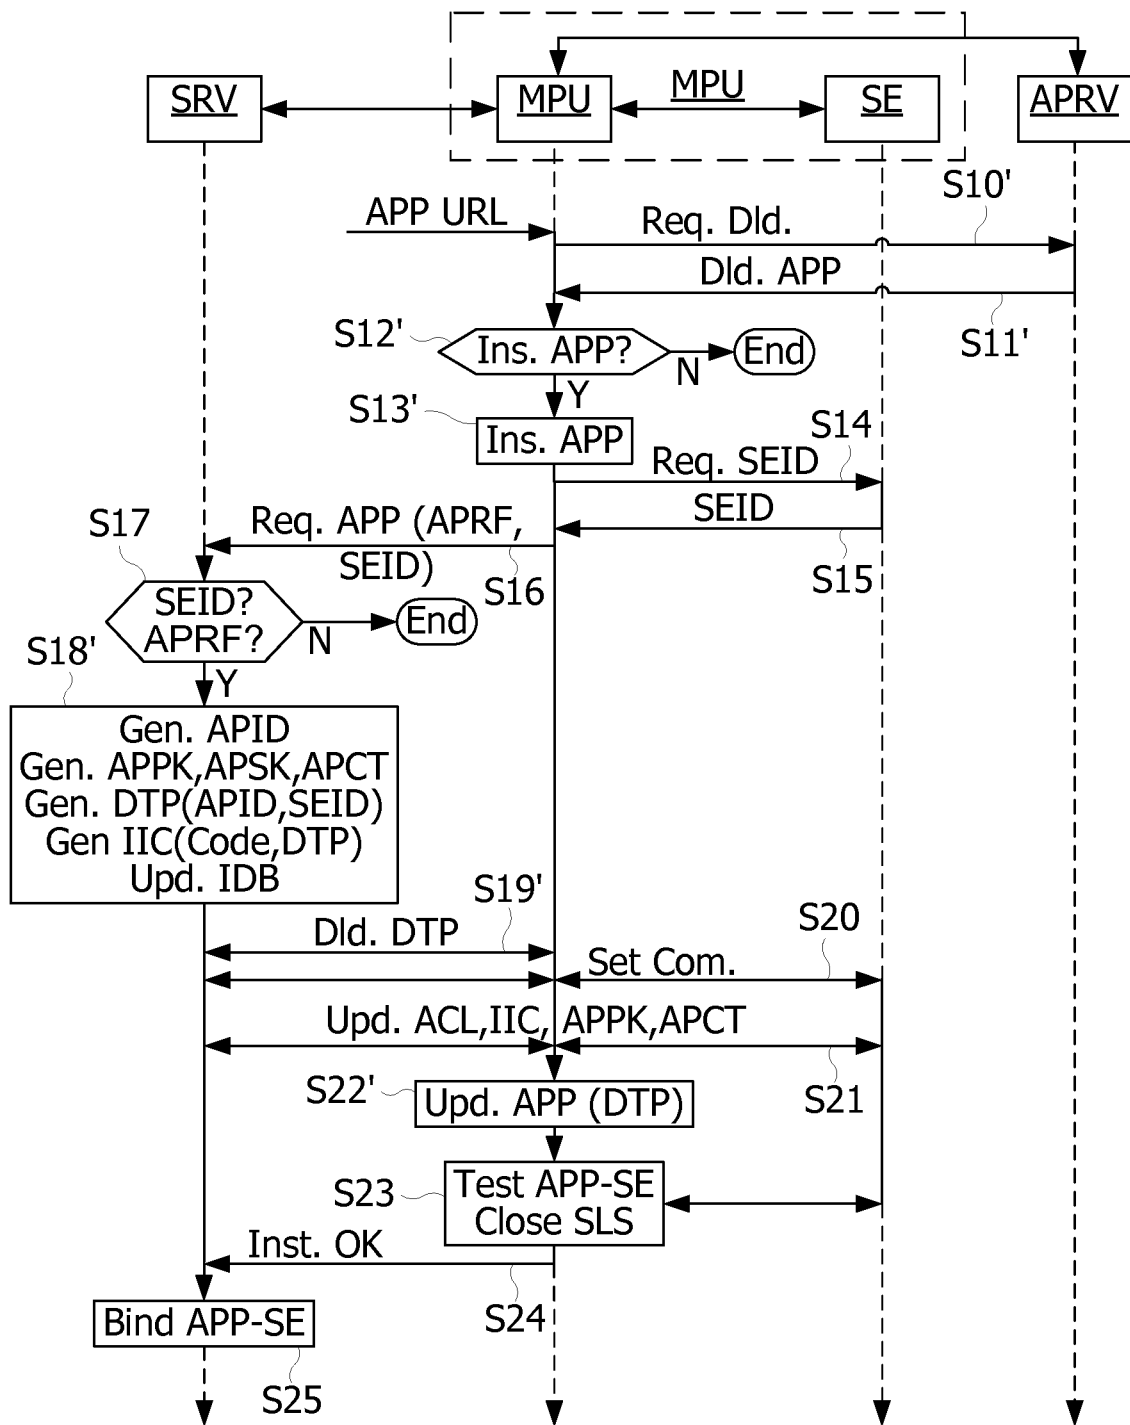 SRV
MPU
MPU
SE
APRV
S10'
APP URL
Req. Dld.
Dld. APP
S11'
S12'
Ins. APP?
N
End
Y
S13'
Ins. APP
S14
Req. SEID
SEID
S15
S17
Req. APP (APRF,
SEID)
S16
SEID?
APRF?
N
End
S18'
Y
Gen. APID
Gen. APPK,APSK,APCT
Gen. DTP(APID,SEID)
Gen IIC(Code,DTP)
Upd. IDB
S19'
Dld. DTP
S20
Set Com.
Upd. ACL,IIC, APPK,APCT
S21
S22'
Upd. APP (DTP)
S23
Test APP-SE
Close SLS
Inst. OK
S24
Bind APP-SE
S25